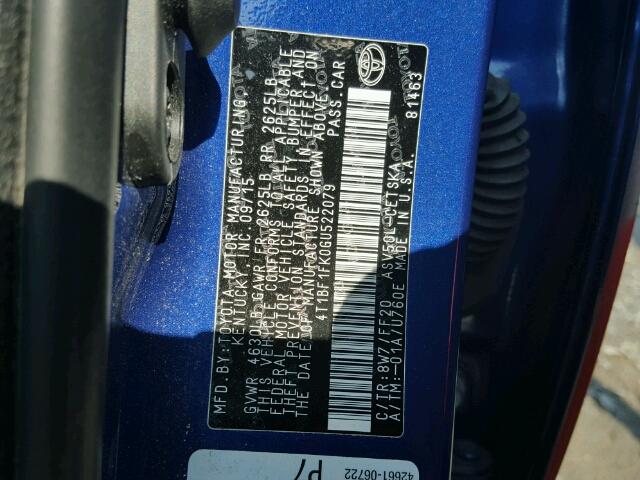 MFD.BY:TOYOTA MOTOR MANUFACTURING,
KENTUCKY INC. 09/15
GVWR 4630LB GAWR FR 2625LB RR 2625LB
THIS VEHICLE CONFORMS TO ALL APPLICABLE
FEDERAL MOTOR VEHICLE SAFETY BUMPER, AND
THEFT PREVENTION STANDARDS IN EFFECT ON
THE DATE OF MANUFACTURE SHOWN ABOVE.
4T1BF1FK0GU522079 PASS.CAR
C/TR:8W7/FF20 ASV50L-CETSKA
A/TM:-01A/U760E MADE IN U.S.A.
81463
42661-06722
P7